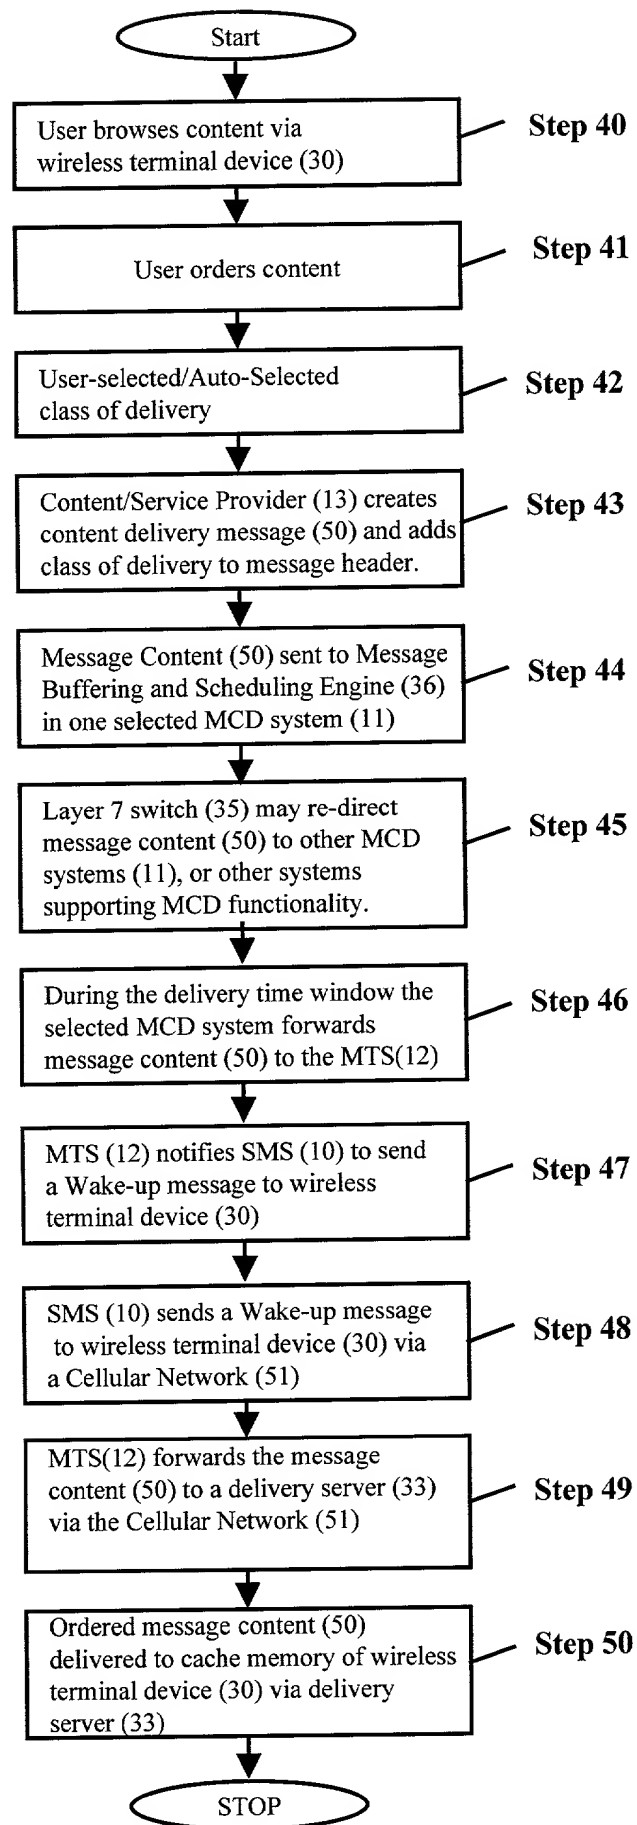 Start
User browses content via
wireless terminal device (30)
Step 40
User orders content
Step 41
User-selected/Auto-Selected
class of delivery
Step 42
Content/Service Provider (13) creates
content delivery message (50) and adds
class of delivery to message header.
Step 43
Message Content (50) sent to Message
Buffering and Scheduling Engine (36)
in one selected MCD system (11)
Step 44
Layer 7 switch (35) may re-direct
message content (50) to other MCD
systems (11), or other systems
supporting MCD functionality.
Step 45
During the delivery time window the
selected MCD system forwards
message content (50) to the MTS(12)
Step 46
MTS (12) notifies SMS (10) to send
a Wake-up message to wireless
terminal device (30)
Step 47
SMS (10) sends a Wake-up message
to wireless terminal device (30) via
a Cellular Network (51)
Step 48
MTS(12) forwards the message
content (50) to a delivery server (33)
via the Cellular Network (51)
Step 49
Ordered message content (50)
delivered to cache memory of wireless
terminal device (30) via delivery
server (33)
Step 50
STOP